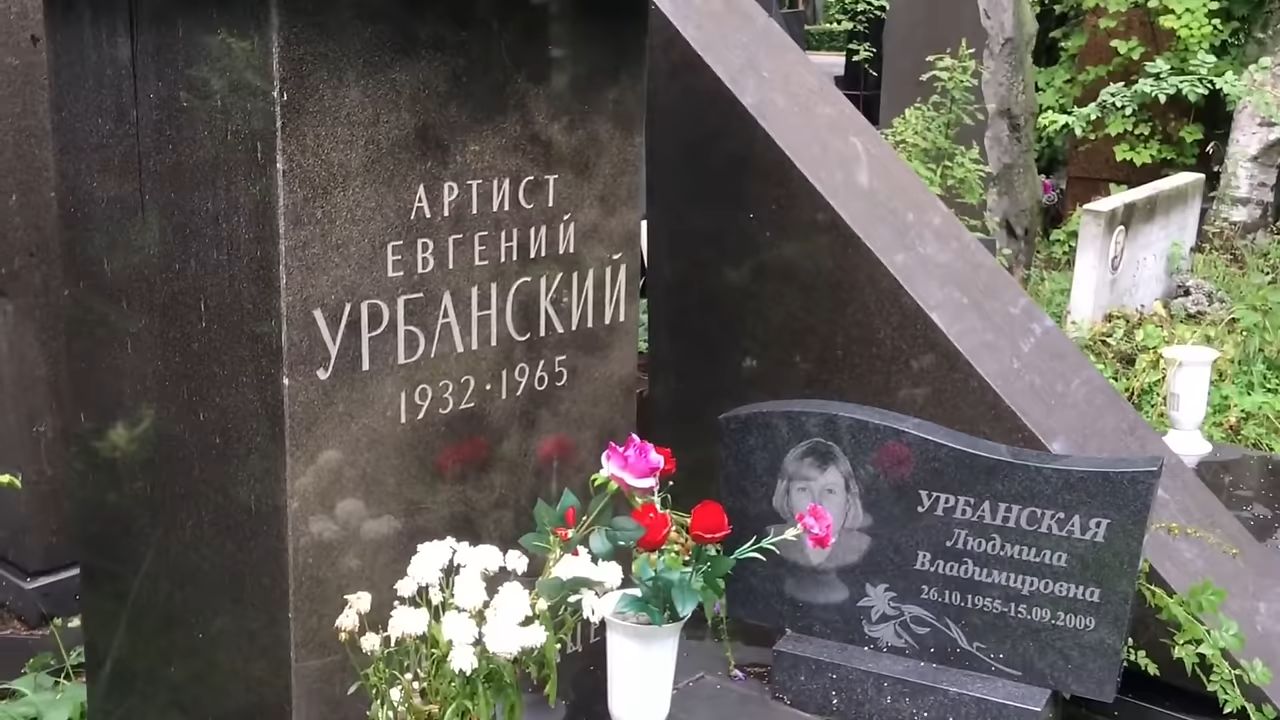 АРТИСТ
ЕВГЕНИЙ
УРБАНСКИЙ
1932·1965
УРБАНСКАЯ
Людмила
Владимировна
26.10.1955-15.09.2009